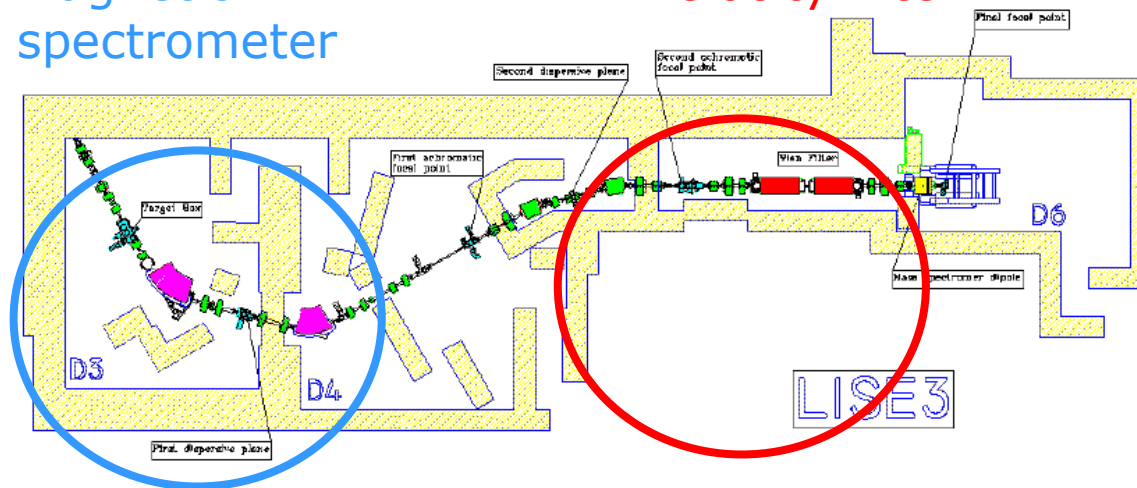 spectrometer
Final focal point
Second achromatic
focal point
Second dispersive plane
First achromatic
focal point
Wien Filter
Target Box
D6
Mass spectromer dipole
D3
D4
LISE3
First dispersive plane